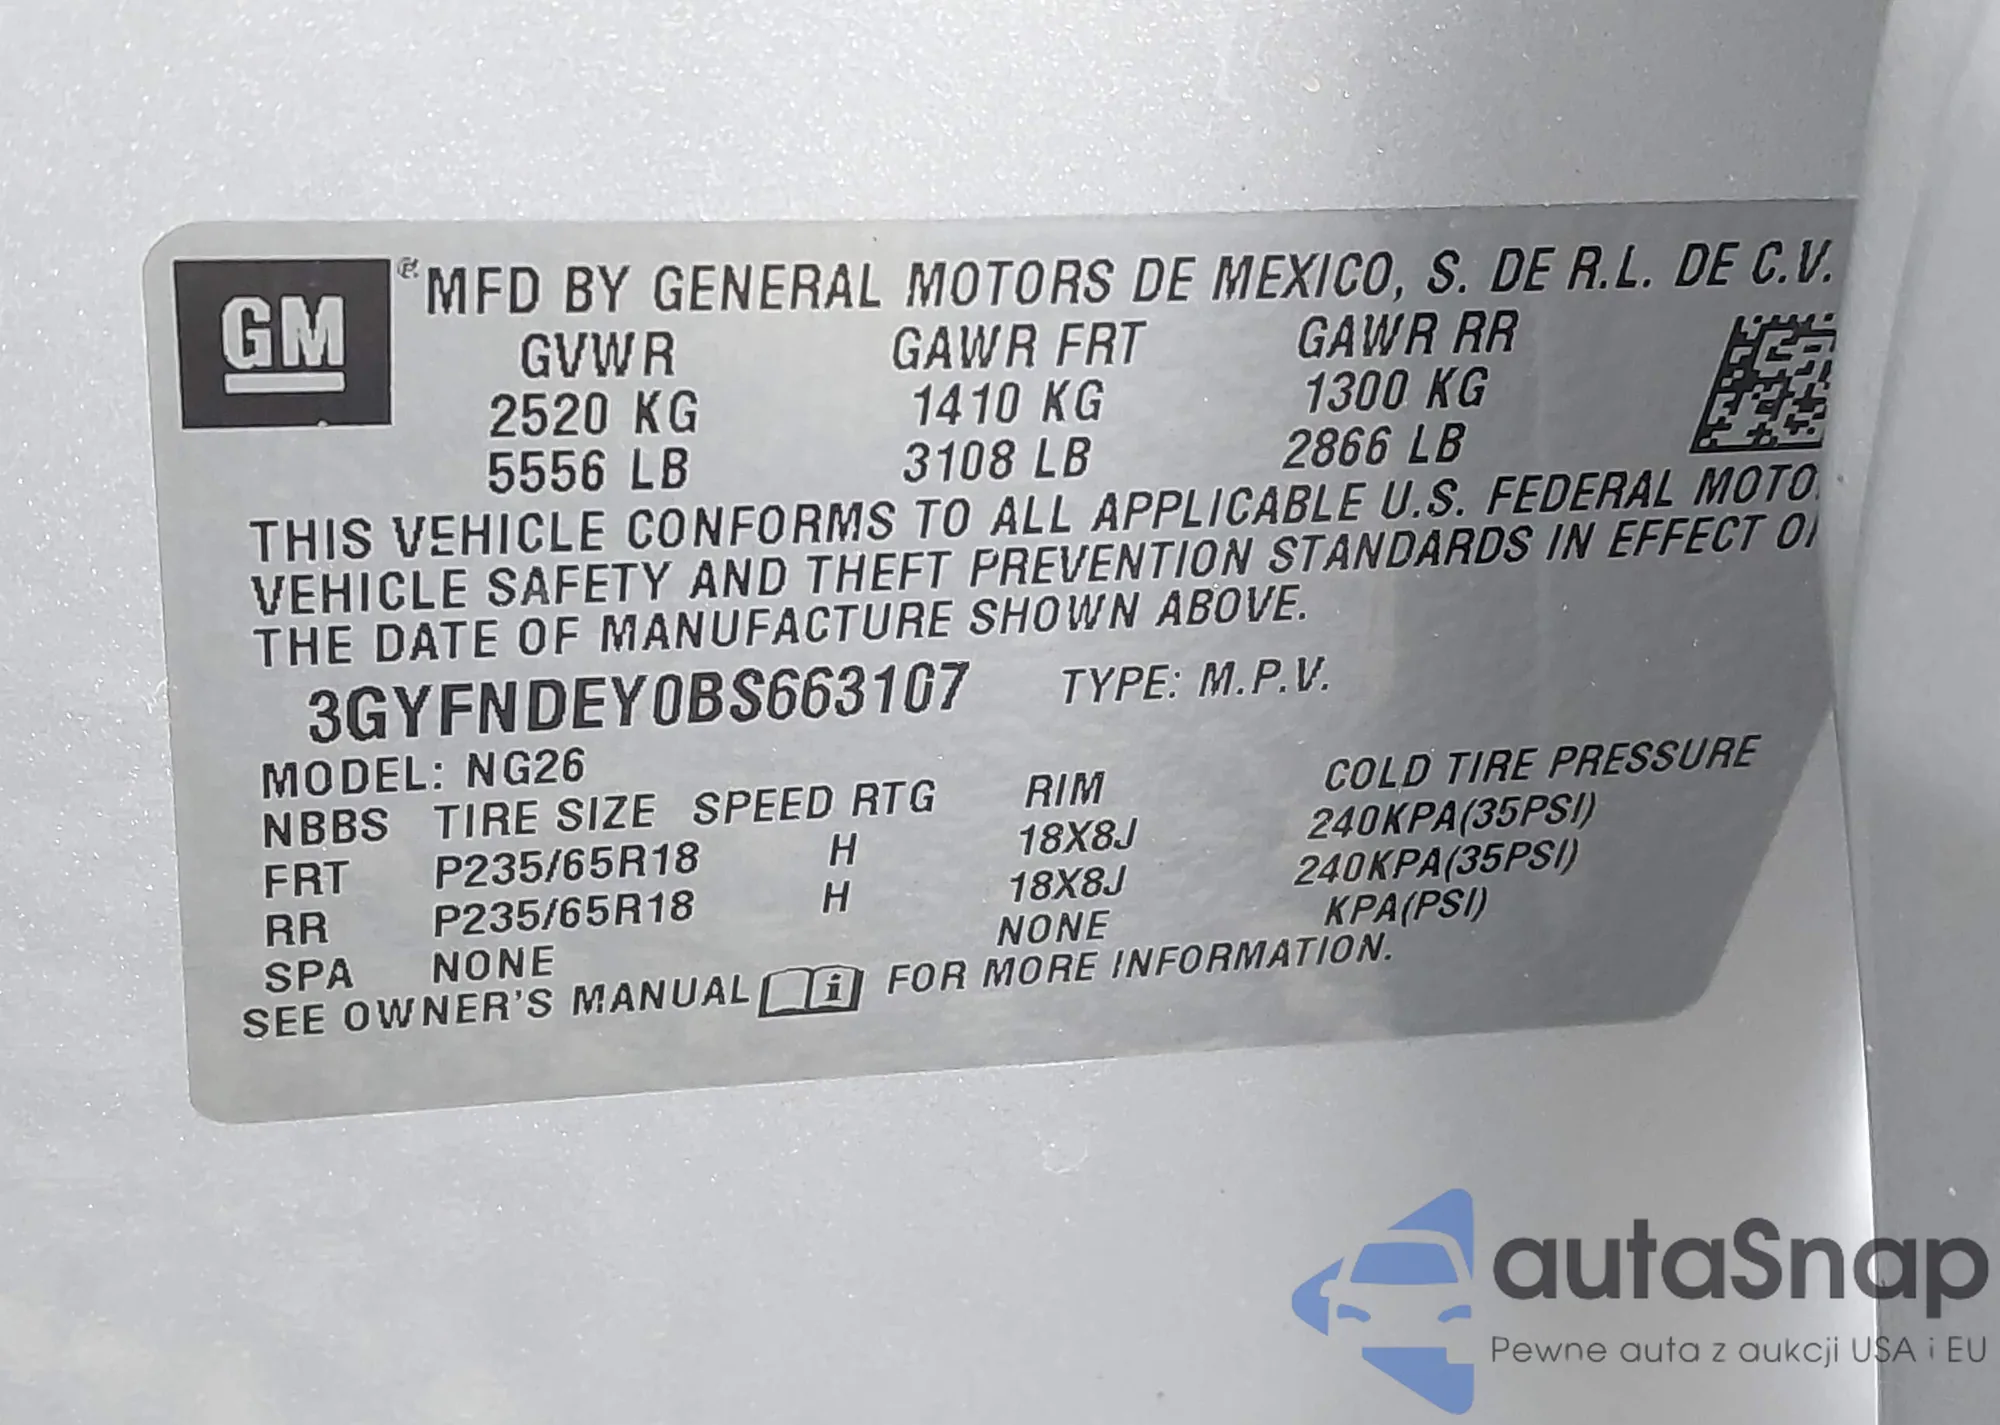 GM
MFD BY GENERAL MOTORS DE MEXICO, S. DE R.L. DE C.V.
GVWR GAWR FRT GAWR RR
2520 KG 1410 KG 1300 KG
5556 LB 3108 LB 2866 LB
THIS VEHICLE CONFORMS TO ALL APPLICABLE U.S. FEDERAL MOTO
VEHICLE SAFETY AND THEFT PREVENTION STANDARDS IN EFFECT
THE DATE OF MANUFACTURE SHOWN ABOVE.
3GYFNDEY0BS663107 TYPE: M.P.V.
MODEL: NG26
NBBS TIRE SIZE SPEED RTG RIM COLD TIRE PRESSURE
FRT P235/65R18 H 18X8J 240KPA(35PSI)
RR P235/65R18 H 18X8J 240KPA(35PSI)
SPA NONE NONE KPA(PSI)
SEE OWNER'S MANUAL i FOR MORE INFORMATION.
autaSnap
Pewne auta z aukcji USA i EU